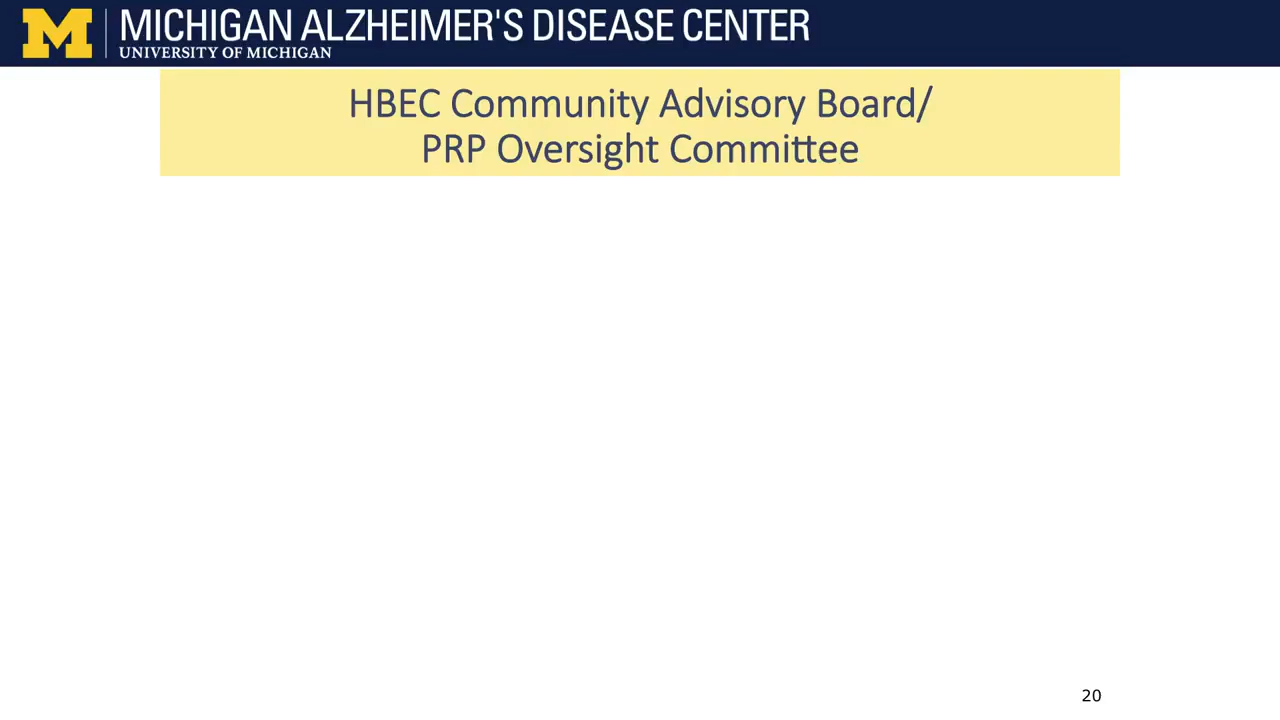 M
MICHIGAN ALZHEIMER'S DISEASE CENTER
UNIVERSITY OF MICHIGAN
HBEC Community Advisory Board/
PRP Oversight Committee
20